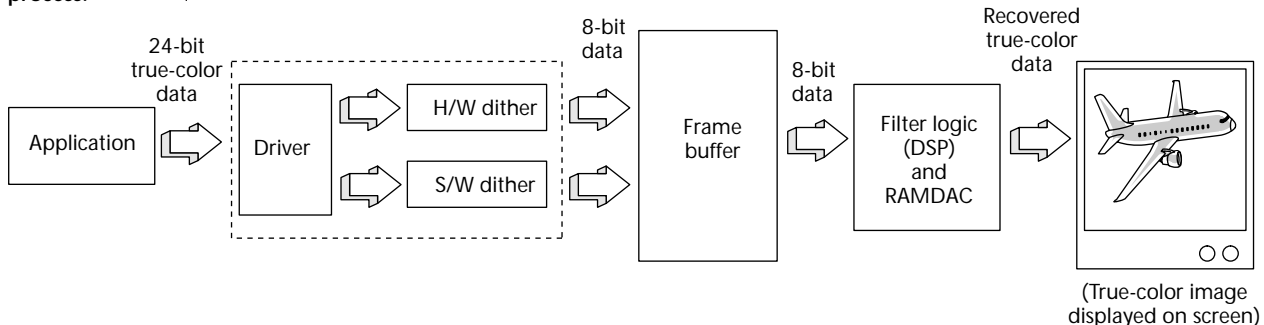 process.
24-bit
true-color
data
8-bit
data
8-bit
data
Recovered
true-color
data
Application
Driver
H/W dither
S/W dither
Frame
buffer
Filter logic
(DSP)
and
RAMDAC
(True-color image
displayed on screen)